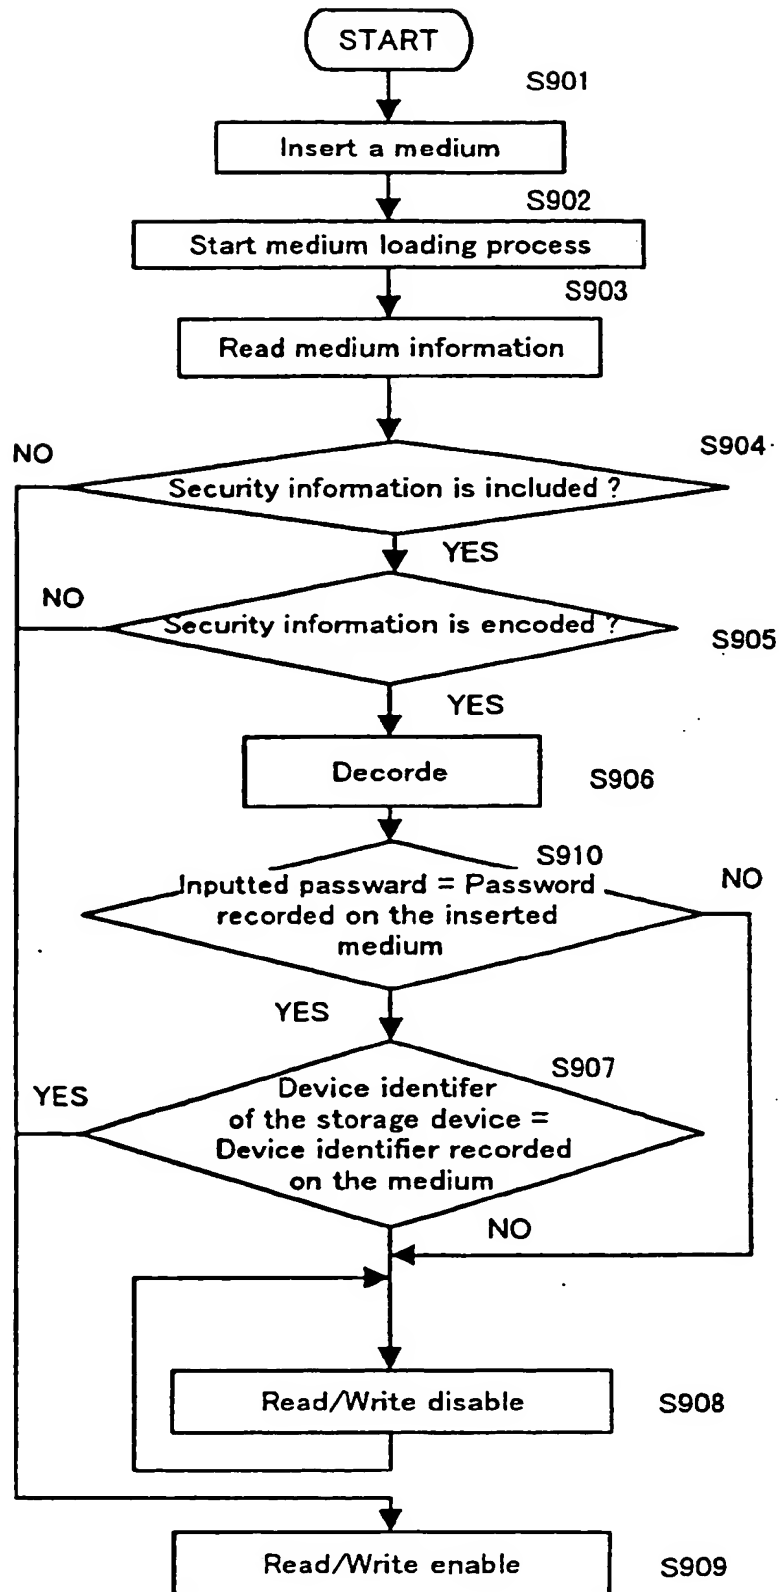 START
S901
Insert a medium
S902
Start medium loading process
S903
Read medium information
NO
S904
Security information is included ?
YES
NO
Security information is encoded ?
S905
YES
Decorde
S906
S910
Inputted passward = Password
recorded on the inserted
medium
NO
YES
S907
YES
Device identifer
of the storage device =
Device identifier recorded
on the medium
NO
Read/Write disable
S908
Read/Write enable
S909